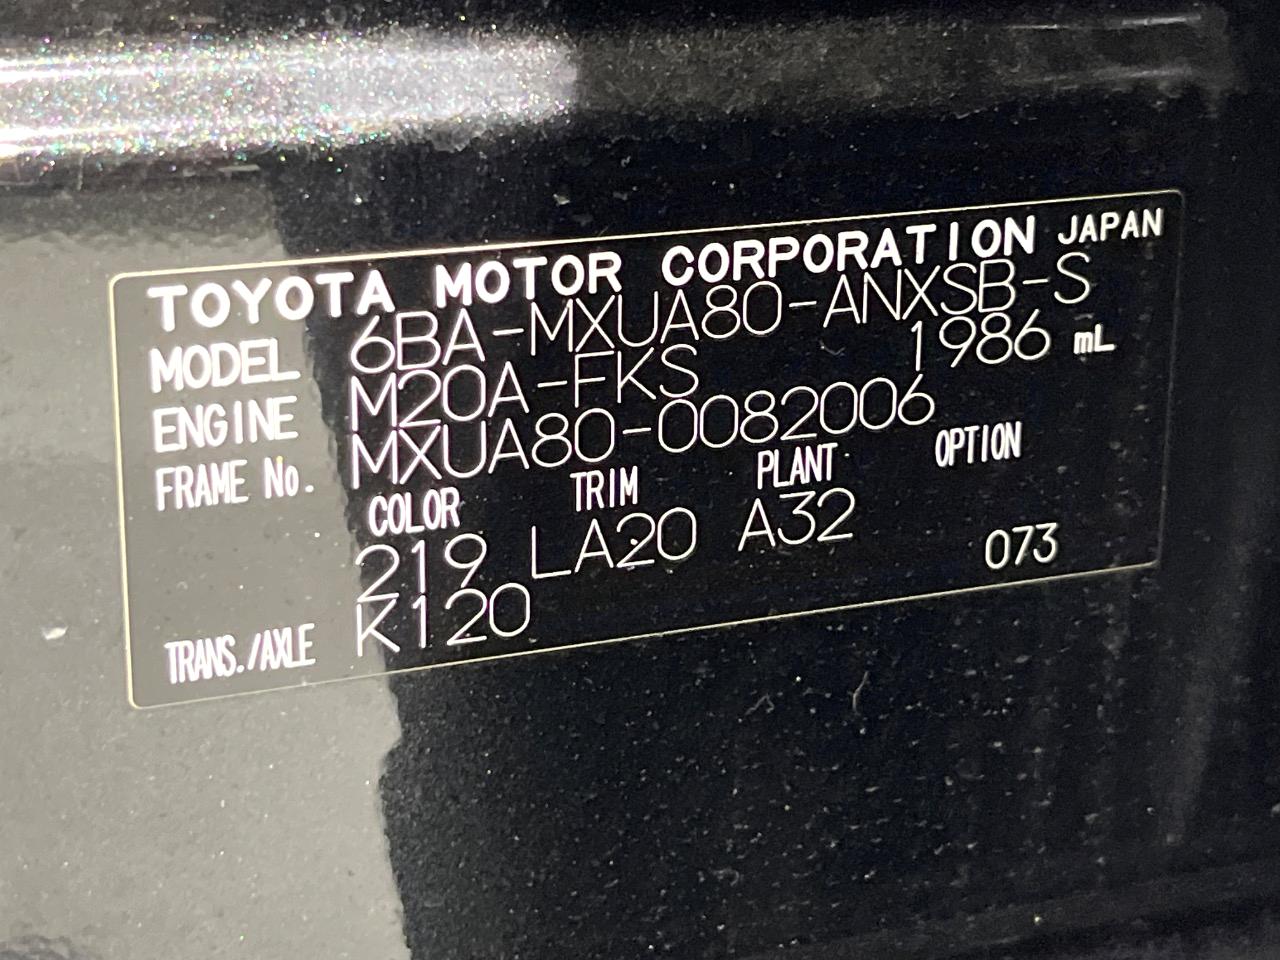 TOYOTA MOTOR CORPORATION JAPAN
MODEL 6BA-MXUA80-ANXSB-S
ENGINE M20A-FKS 1986 mL
FRAME No. MXUA80-0082006
COLOR TRIM PLANT OPTION
219 LA20 A32
TRANS./AXLE K120 073